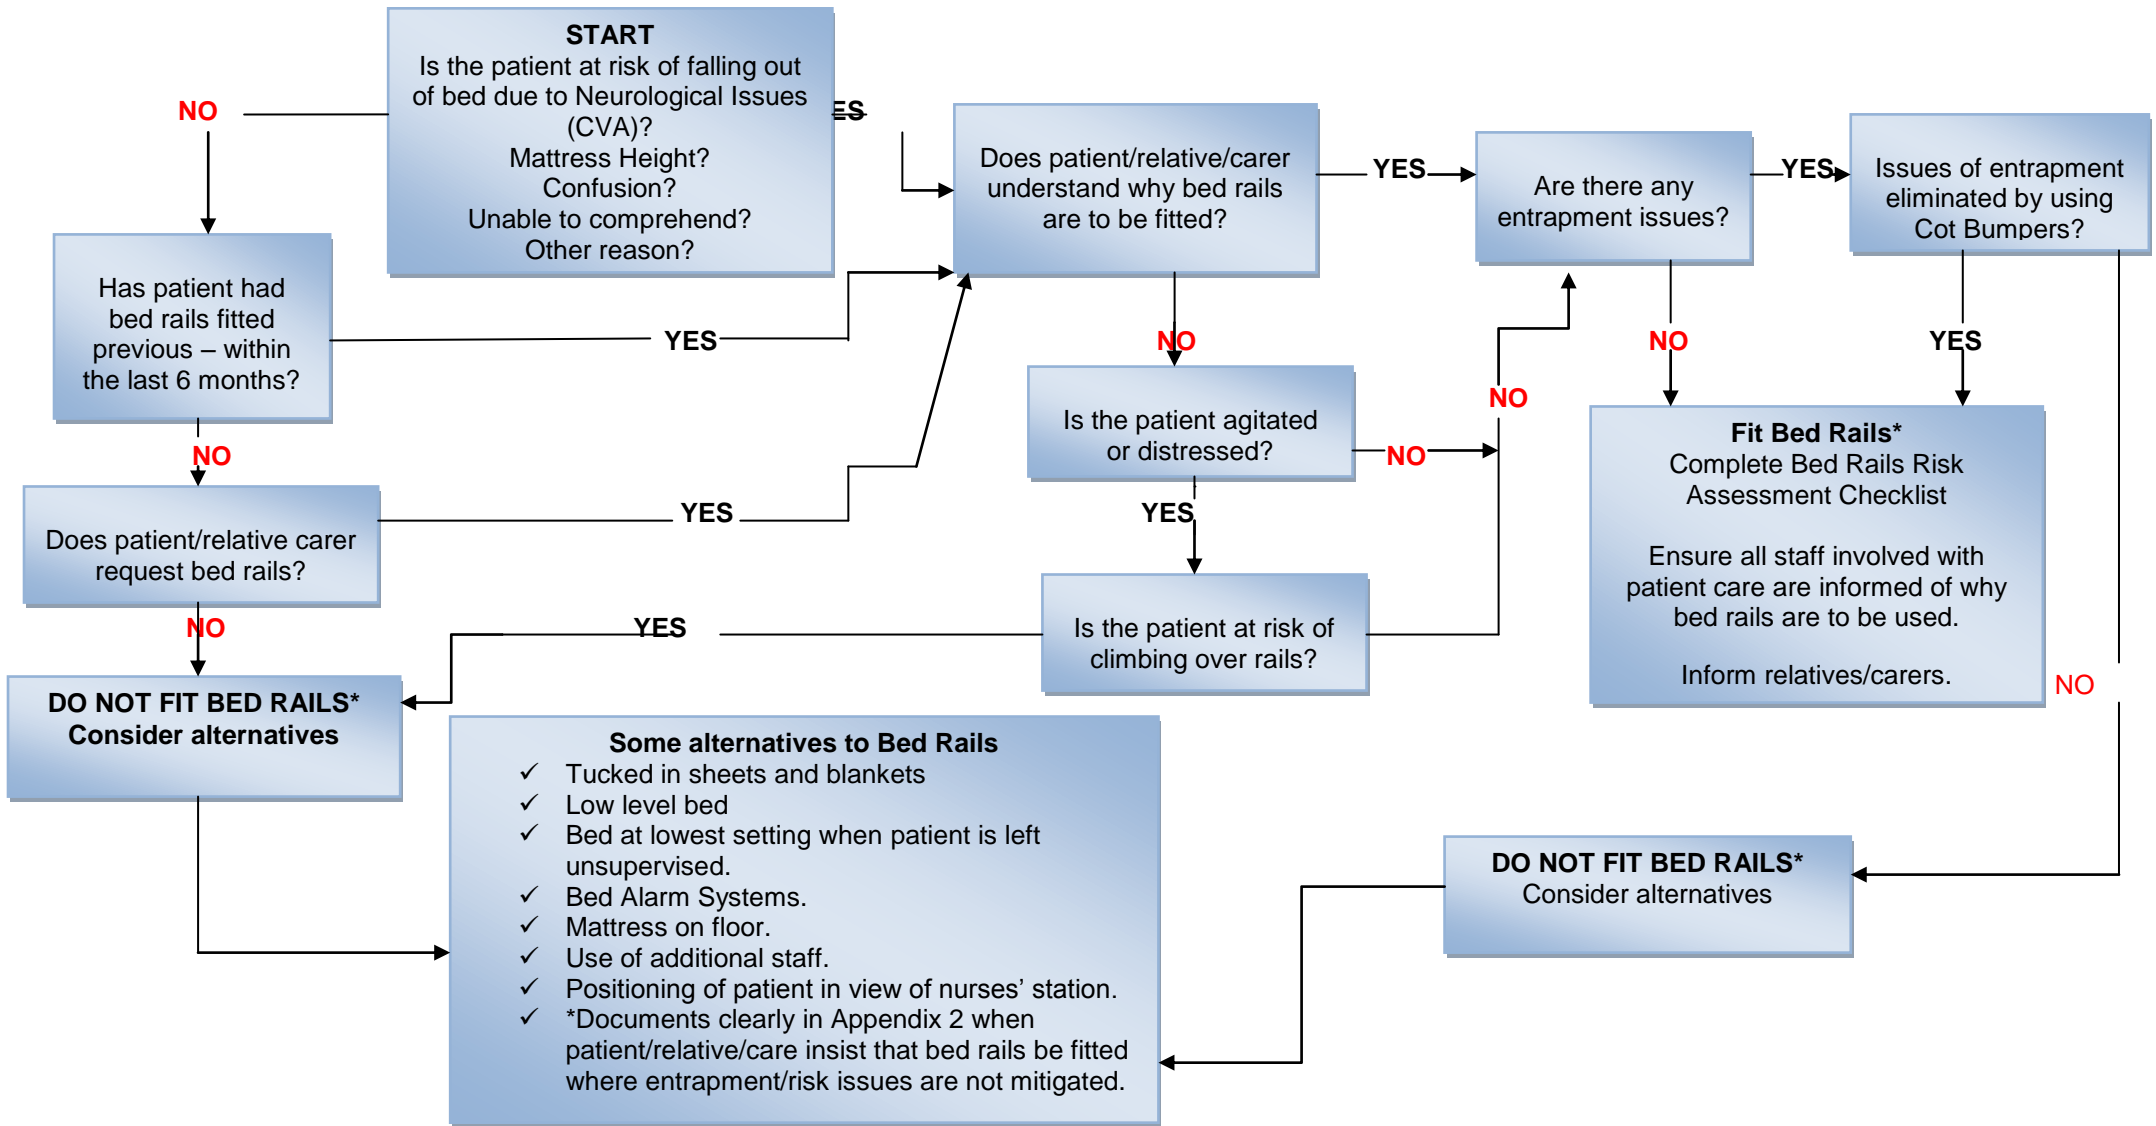 START
Is the patient at risk of falling out
of bed due to Neurological Issues
(CVA)?
Mattress Height?
Confusion?
Unable to comprehend?
Other reason?
NO
ES
Has patient had
bed rails fitted
previous – within
the last 6 months?
YES
NO
Does patient/relative carer
request bed rails?
YES
NO
DO NOT FIT BED RAILS*
Consider alternatives
Does patient/relative/carer
understand why bed rails
are to be fitted?
YES
NO
Is the patient agitated
or distressed?
NO
YES
Is the patient at risk of
climbing over rails?
YES
NO
Are there any
entrapment issues?
YES
NO
Issues of entrapment
eliminated by using
Cot Bumpers?
YES
NO
Fit Bed Rails*
Complete Bed Rails Risk
Assessment Checklist
Ensure all staff involved with
patient care are informed of why
bed rails are to be used.
Inform relatives/carers.
DO NOT FIT BED RAILS*
Consider alternatives
Some alternatives to Bed Rails
✓ Tucked in sheets and blankets
✓ Low level bed
✓ Bed at lowest setting when patient is left
unsupervised.
✓ Bed Alarm Systems.
✓ Mattress on floor.
✓ Use of additional staff.
✓ Positioning of patient in view of nurses’ station.
✓ *Documents clearly in Appendix 2 when
patient/relative/care insist that bed rails be fitted
where entrapment/risk issues are not mitigated.